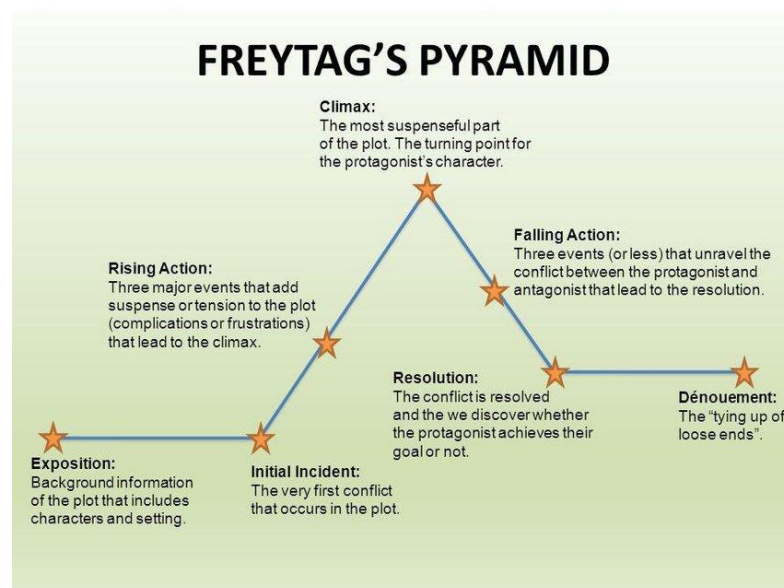 FREYTAG'S PYRAMID
Climax:
The most suspenseful part
of the plot. The turning point for
the protagonist's character.
Rising Action:
Three major events that add
suspense or tension to the plot
(complications or frustrations)
that lead to the climax.
Falling Action:
Three events (or less) that unravel the
conflict between the protagonist and
antagonist that lead to the resolution.
Resolution:
The conflict is resolved
and the we discover whether
the protagonist achieves their
goal or not.
Dénouement:
The “tying up of
loose ends”.
Exposition:
Background information
of the plot that includes
characters and setting.
Initial Incident:
The very first conflict
that occurs in the plot.